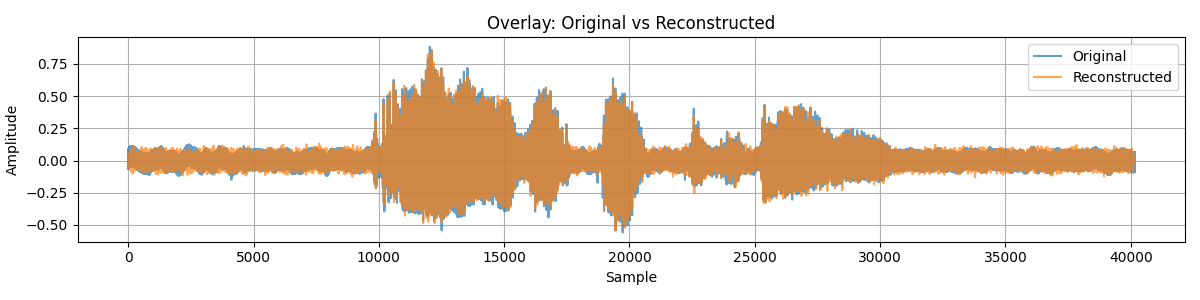 Overlay: Original vs Reconstructed
Original
Reconstructed
Amplitude
0.75
0.50
0.25
0.00
−0.25
−0.50
0 5000 10000 15000 20000 25000 30000 35000 40000
Sample